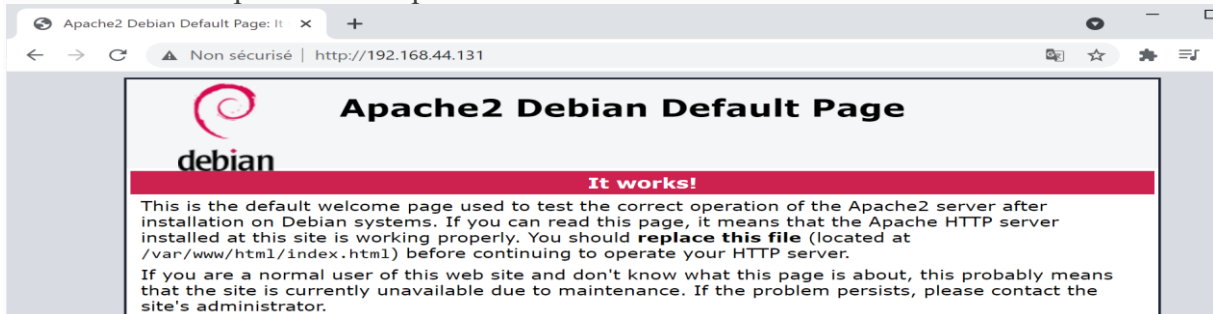 Apache2 Debian Default Page: It
Non sécurisé | http://192.168.44.131
debian
Apache2 Debian Default Page
It works!
This is the default welcome page used to test the correct operation of the Apache2 server after
installation on Debian systems. If you can read this page, it means that the Apache HTTP server
installed at this site is working properly. You should replace this file (located at
/var/www/html/index.html) before continuing to operate your HTTP server.
If you are a normal user of this web site and don't know what this page is about, this probably means
that the site is currently unavailable due to maintenance. If the problem persists, please contact the
site's administrator.